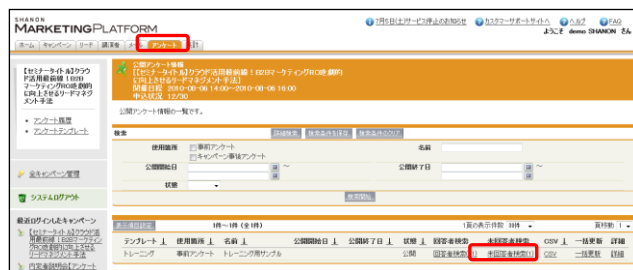 SHANON
MARKETINGPLATFORM
7月5日(土)サービス停止のお知らせ カスタマーサポートサイトへ ヘルプ FAQ
ようこそ demo SHANON さん
ホーム キャンペーン リード アンケート
【セミナータイトル】クラウド活用最前線!B2Bマーケティング ROIを劇的に向上させるリードマネジメント手法
アンケート履歴
アンケートテンプレート
全キャンペーン管理
システムログアウト
最近ログインしたキャンペーン
公開アンケート情報
【【セミナータイトル】クラウド活用最前線!B2BマーケティングROIを劇的
に向上させるリードマネジメント手法】
開催日程 2010-08-06 14:00~2010-08-06 16:00
申込状況 12/30
公開アンケート情報の一覧です。
検索 詳細検索 検索条件を保存 検索条件のクリア
使用箇所 事前アンケート 名前
キャンペーン事後アンケート
公開開始日 ~ 公開終了日 ~
状態
検索開始
表示項目設定 1件~1件 (全1件) 1頁の表示件数 頁移動: 1
テンプレート 使用箇所 名前 公開開始日 公開終了日 状態 回答者検索 未回答者検索 CSV 一括更新 詳細
トレーニング 事前アンケート トレーニング用サンプル 公開 回答者検索(1) 未回答者検索(1) CSV 一括更新 詳細